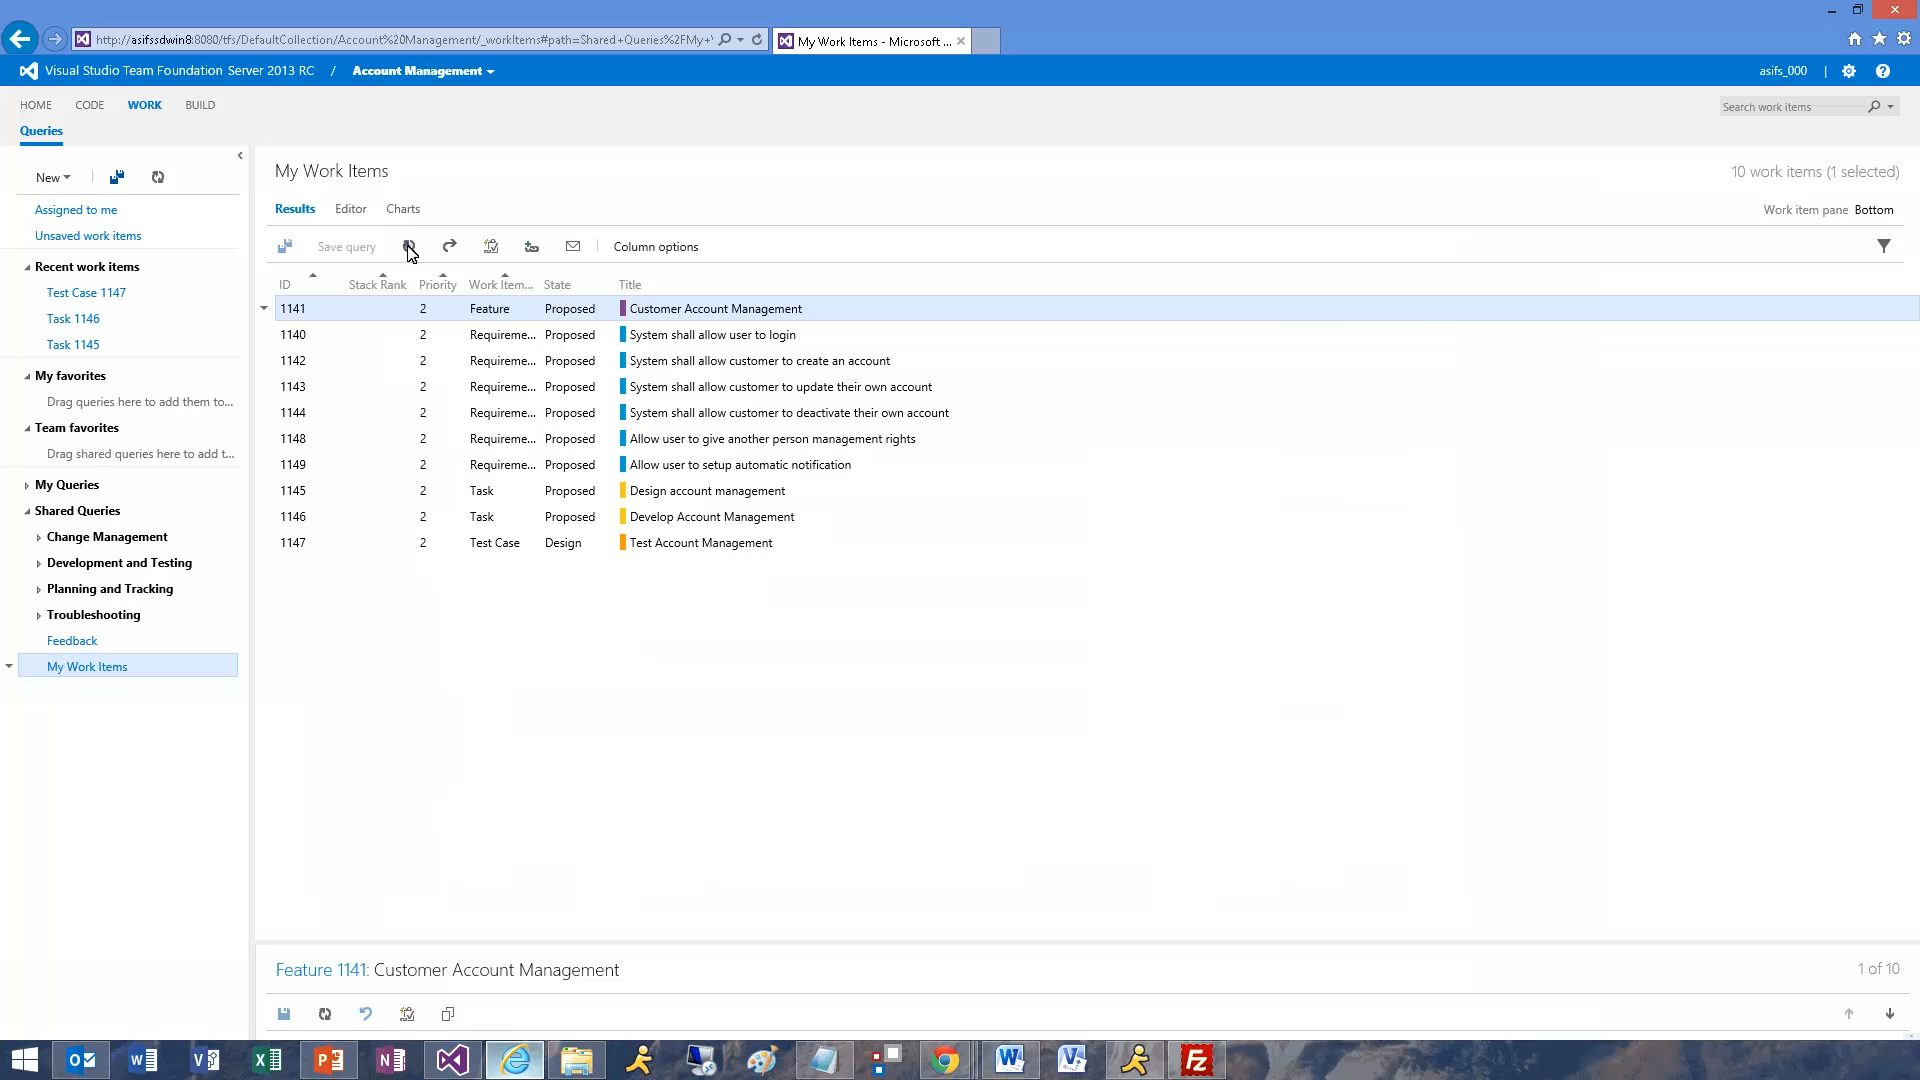 http://asifssdwin8:8080/tfs/DefaultCollection/Account%20Management/_workItems#path=Shared+Queries%2FMy+
My Work Items - Microsoft ...
Visual Studio Team Foundation Server 2013 RC / Account Management
asifs_000
HOME CODE WORK BUILD
Search work items
Queries
New
Assigned to me
Unsaved work items
Recent work items
Test Case 1147
Task 1146
Task 1145
My favorites
Drag queries here to add them to...
Team favorites
Drag shared queries here to add t...
My Queries
Shared Queries
Change Management
Development and Testing
Planning and Tracking
Troubleshooting
Feedback
My Work Items
My Work Items
10 work items (1 selected)
Results Editor Charts
Work item pane Bottom
Save query
Column options
ID Stack Rank Priority Work Item... State Title
1141 2 Feature Proposed Customer Account Management
1140 2 Requireme... Proposed System shall allow user to login
1142 2 Requireme... Proposed System shall allow customer to create an account
1143 2 Requireme... Proposed System shall allow customer to update their own account
1144 2 Requireme... Proposed System shall allow customer to deactivate their own account
1148 2 Requireme... Proposed Allow user to give another person management rights
1149 2 Requireme... Proposed Allow user to setup automatic notification
1145 2 Task Proposed Design account management
1146 2 Task Proposed Develop Account Management
1147 2 Test Case Design Test Account Management
Feature 1141: Customer Account Management
1 of 10